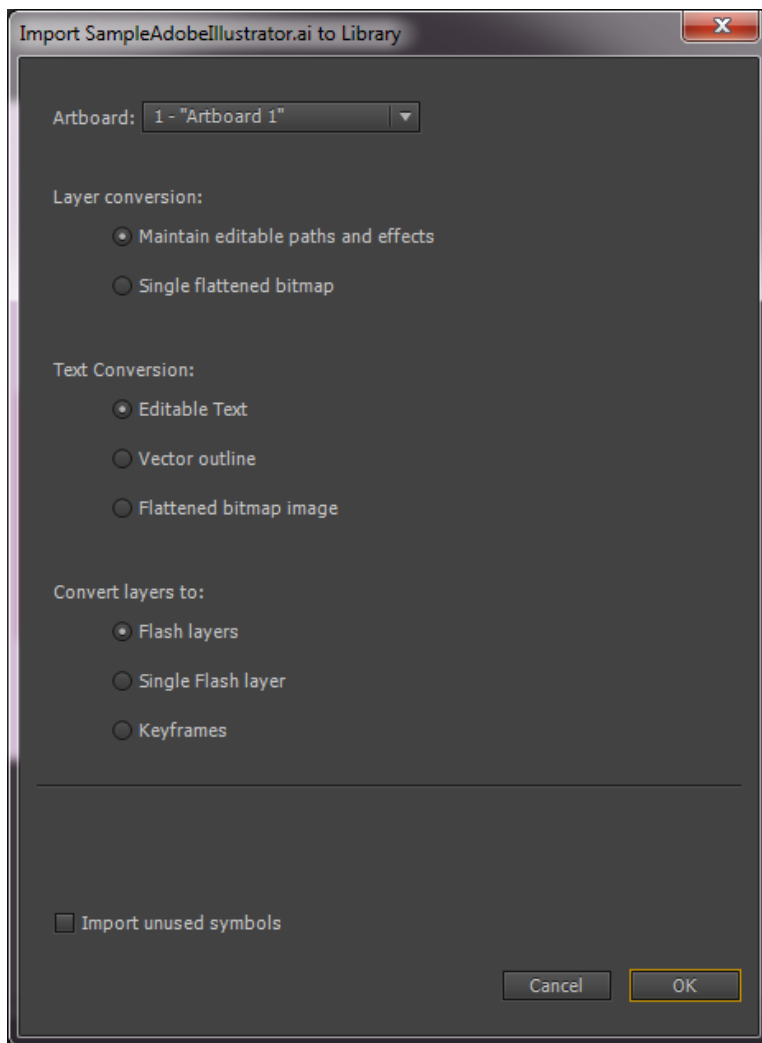 Import SampleAdobeIllustrator.ai to Library
Artboard: 1 - "Artboard 1"
Layer conversion:
Maintain editable paths and effects
Single flattened bitmap
Text Conversion:
Editable Text
Vector outline
Flattened bitmap image
Convert layers to:
Flash layers
Single Flash layer
Keyframes
Import unused symbols
Cancel OK